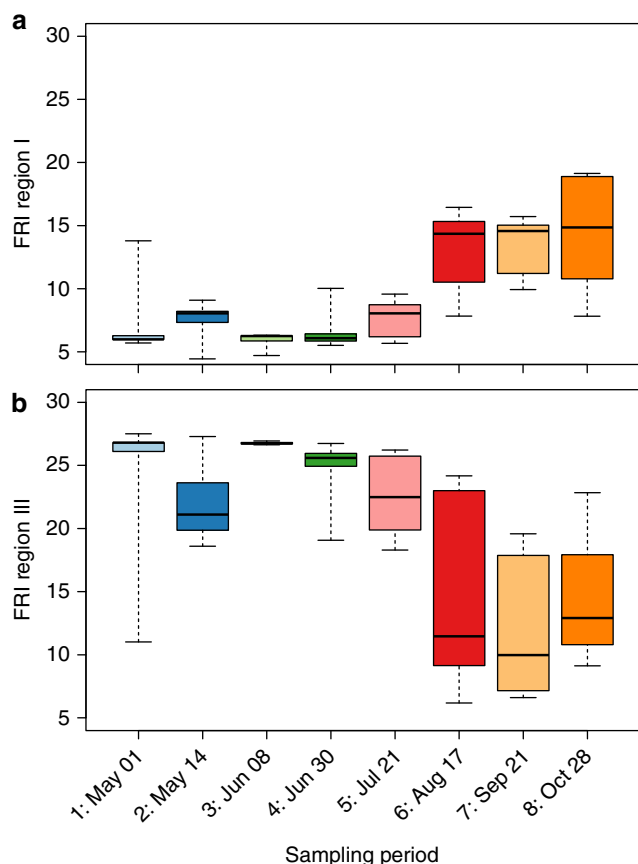 a
30
25
20
15
10
5
FRI region I
b
30
25
20
15
10
5
FRI region III
1: May 01
2: May 14
3: Jun 08
4: Jun 30
5: Jul 21
6: Aug 17
7: Sep 21
8: Oct 28
Sampling period